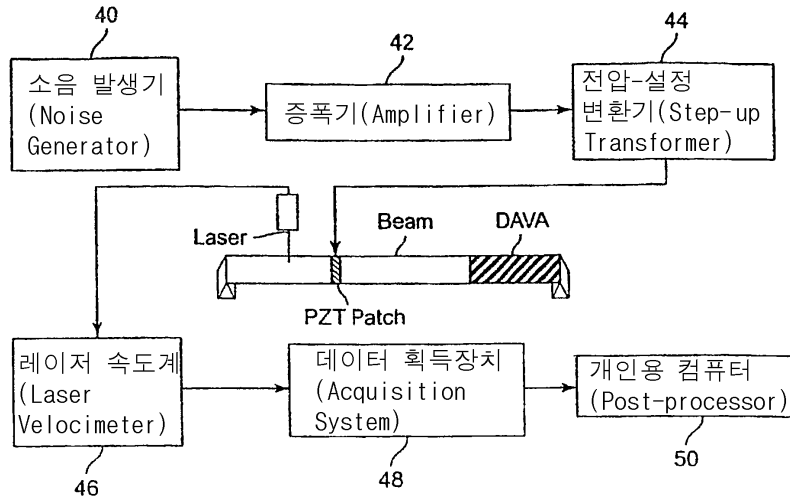 40
소음 발생기
(Noise
Generator)
42
증폭기(Amplifier)
44
전압-설정
변환기(Step-up
Transformer)
Laser
Beam
DAVA
PZT Patch
레이저 속도계
(Laser
Velocimeter)
46
데이터 획득장치
(Acquisition
System)
48
개인용 컴퓨터
(Post-processor)
50